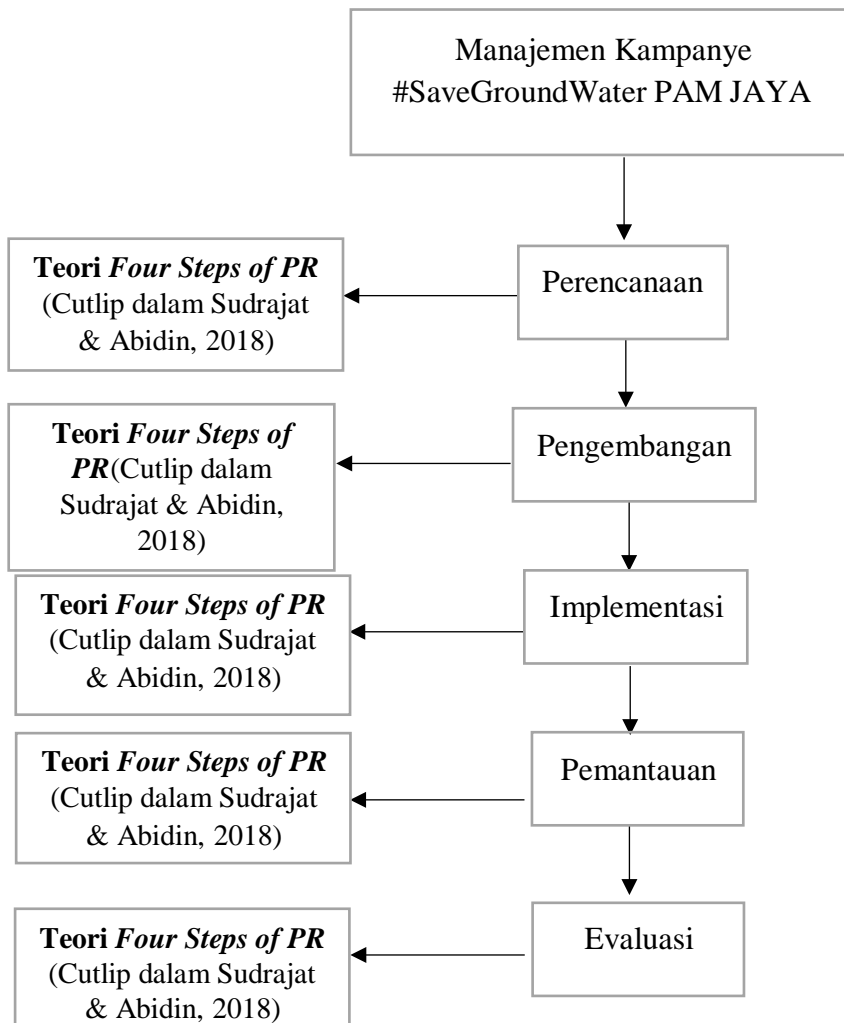 Manajemen Kampanye
#SaveGroundWater PAM JAYA
Teori Four Steps of PR
(Cutlip dalam Sudrajat
& Abidin, 2018)
Perencanaan
Teori Four Steps of
PR(Cutlip dalam
Sudrajat & Abidin,
2018)
Pengembangan
Teori Four Steps of PR
(Cutlip dalam Sudrajat
& Abidin, 2018)
Implementasi
Teori Four Steps of PR
(Cutlip dalam Sudrajat
& Abidin, 2018)
Pemantauan
Teori Four Steps of PR
(Cutlip dalam Sudrajat
& Abidin, 2018)
Evaluasi